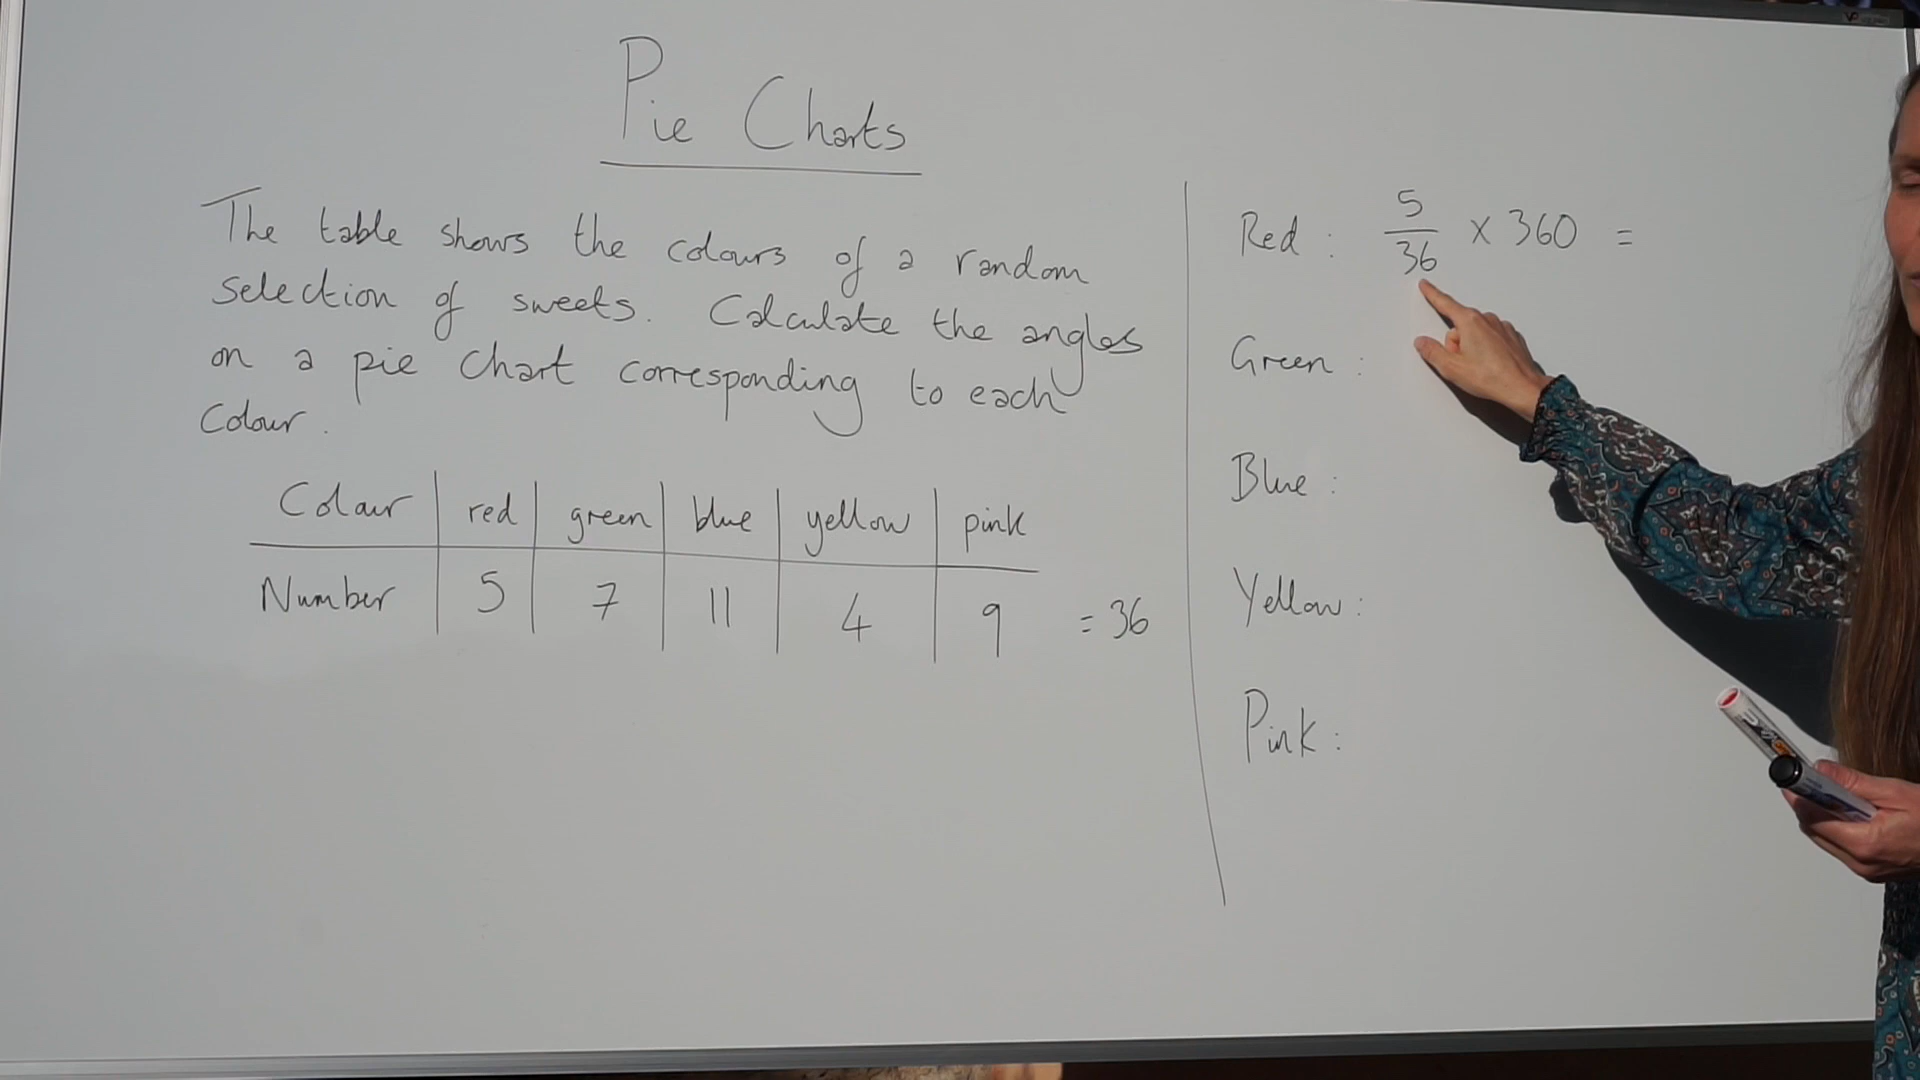 Pie Charts
The table shows the colours of a random
selection of sweets. Calculate the angles
on a pie chart corresponding to each
colour.
Colour red green blue yellow pink
Number 5 7 11 4 9 = 36
Red : 5/36 x 360 =
Green :
Blue :
Yellow :
Pink :